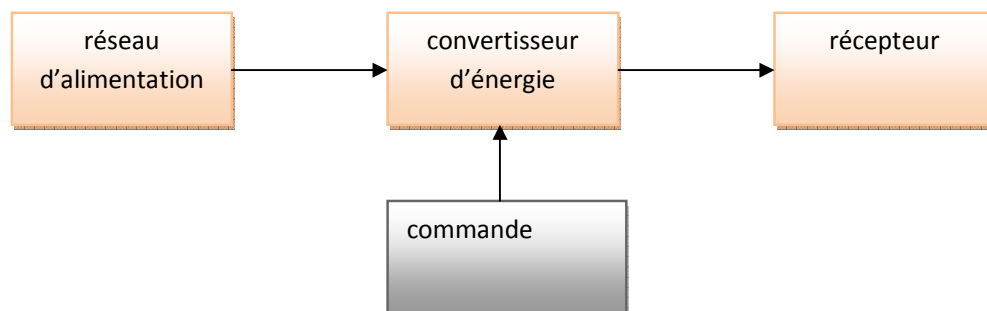 réseau
d’alimentation
convertisseur
d’énergie
récepteur
commande